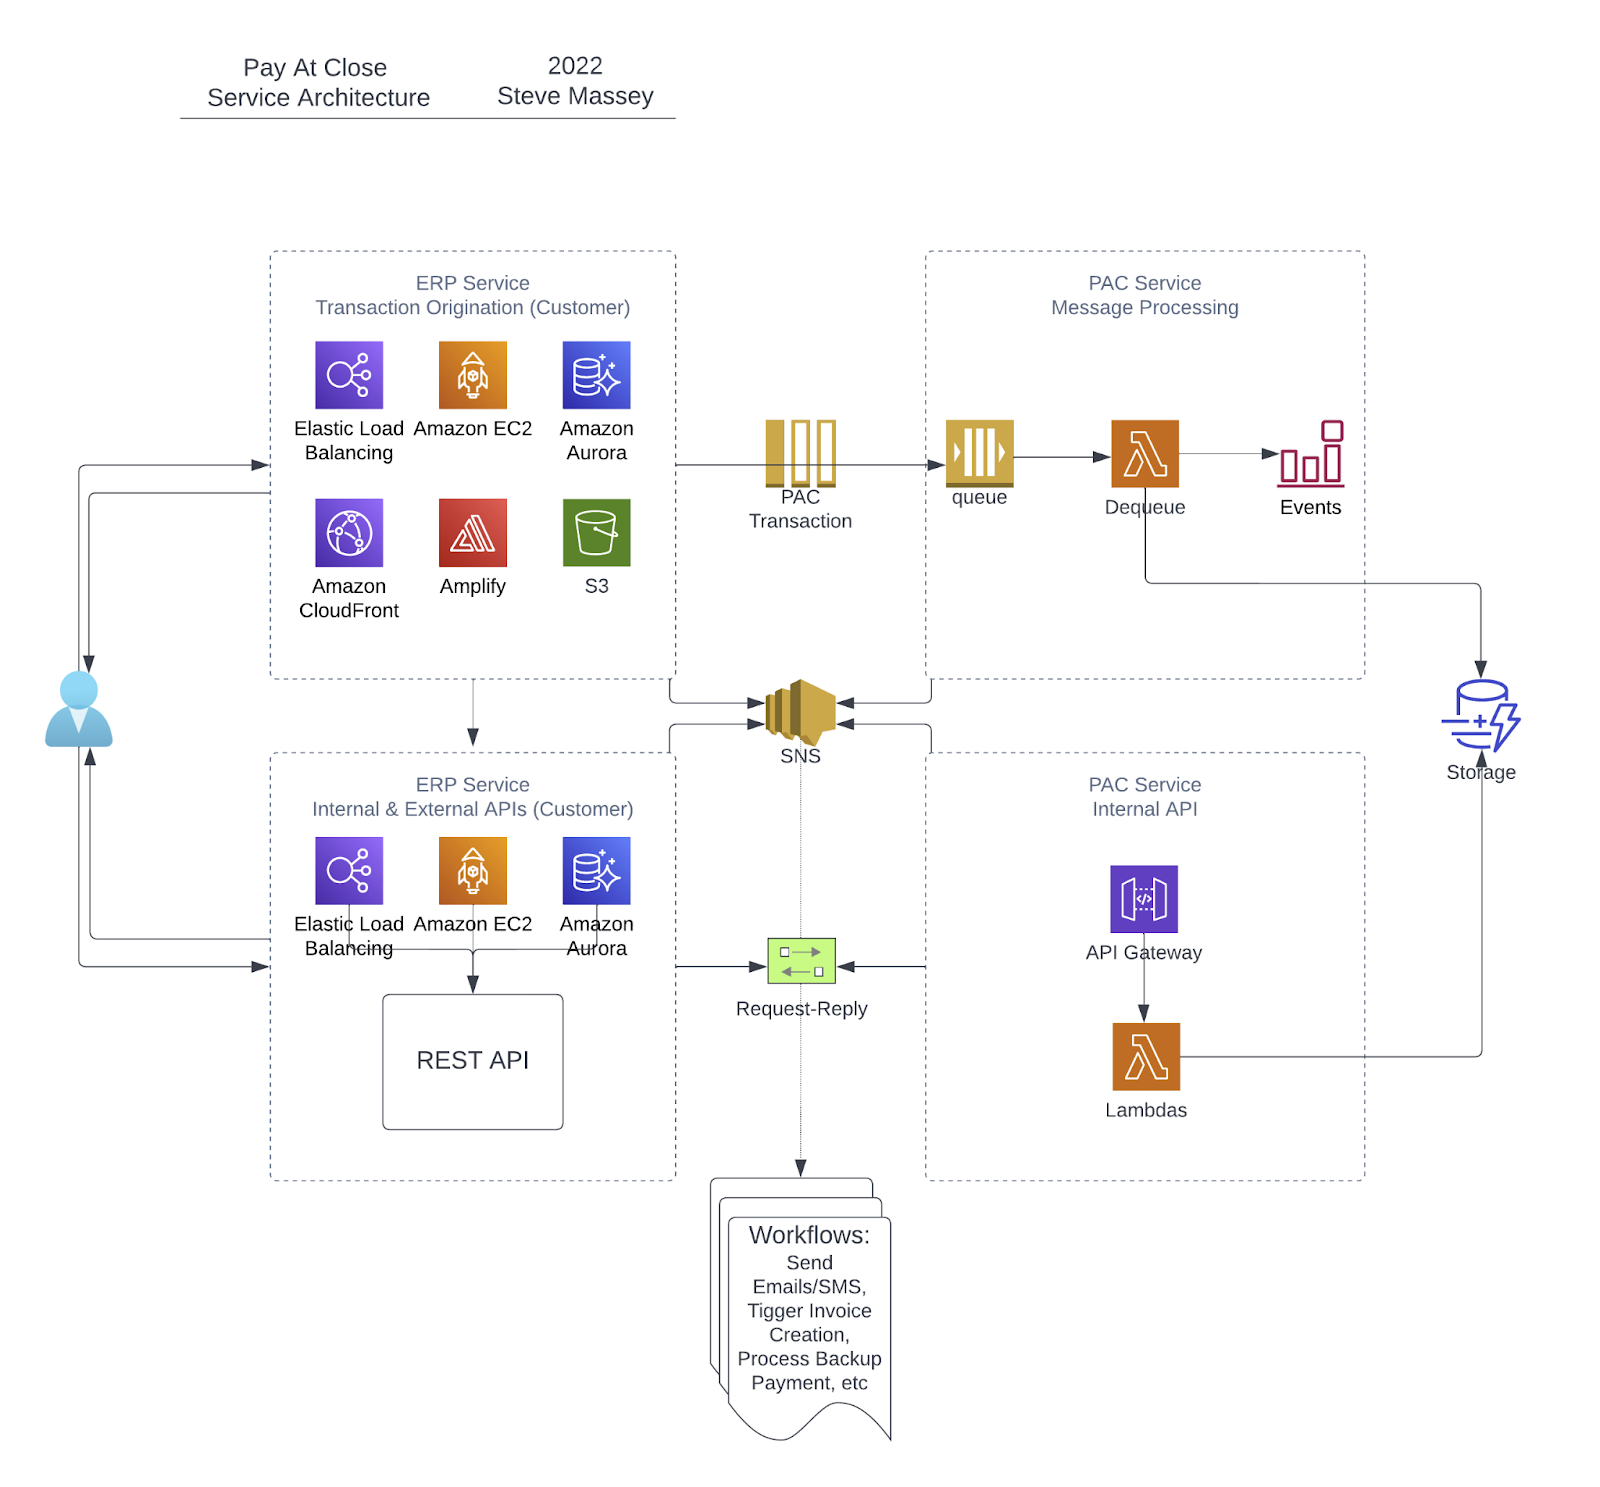 Pay At Close
Service Architecture
2022
Steve Massey
ERP Service
Transaction Origination (Customer)
Elastic Load
Balancing
Amazon EC2
Amazon
Aurora
Amazon
CloudFront
Amplify
S3
PAC
Transaction
PAC Service
Message Processing
queue
Dequeue
Events
SNS
Storage
ERP Service
Internal & External APIs (Customer)
Elastic Load
Balancing
Amazon EC2
Amazon
Aurora
REST API
Request-Reply
PAC Service
Internal API
API Gateway
Lambdas
Workflows:
Send
Emails/SMS,
Tigger Invoice
Creation,
Process Backup
Payment, etc